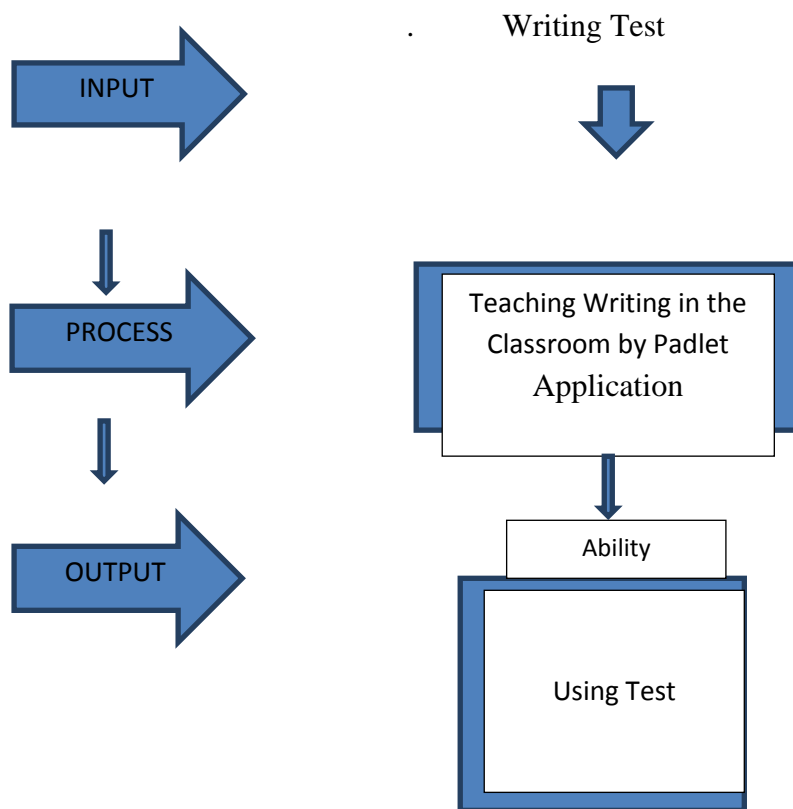 . Writing Test
INPUT
PROCESS
Teaching Writing in the
Classroom by Padlet
Application
Ability
OUTPUT
Using Test